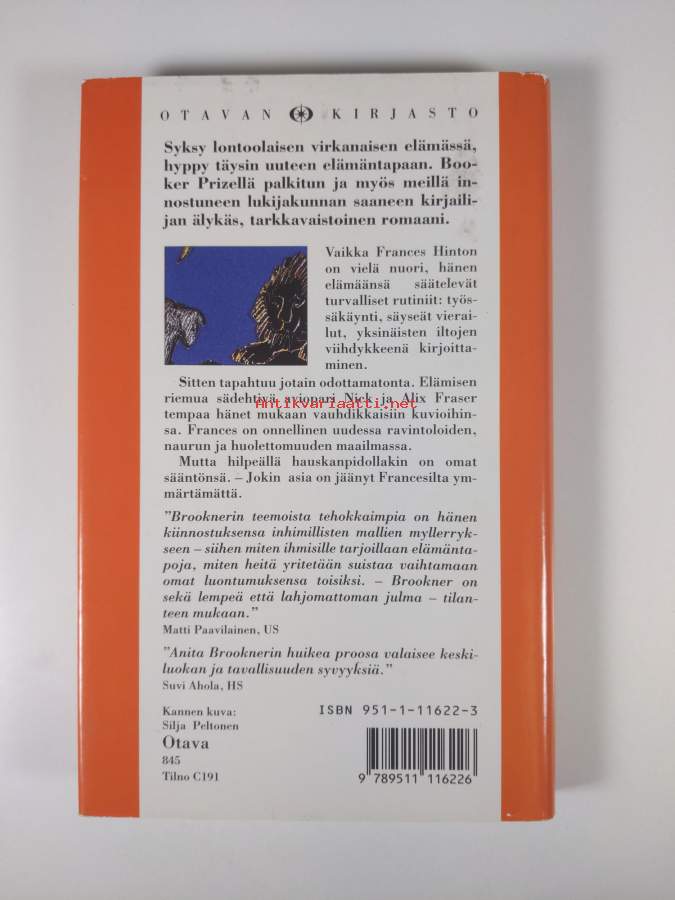 OTAVAN KIRJASTO
Syksy lontoolaisen virkanaisen elämässä,
hyppy täysin uuteen elämäntapaan. Boo-
ker Prizellä palkitun ja myös meillä in-
nostuneen lukijakunnan saaneen kirjaili-
jan älykäs, tarkkavaistoinen romaani.
Vaikka Frances Hinton
on vielä nuori, hänen
elämäänsä säätelevät
turvalliset rutiinit: työs-
säkäynti, säyseät vierai-
lut, yksinäisten iltojen
viihdykkeenä kirjoitta-
minen.
Sitten tapahtuu jotain odottamatonta. Elämisen
riemua sädehtivä aviopari Nick ja Alix Fraser
Antikvariaatti.net
tempaa hänet mukaan vauhdikkaisiin kuvioihin-
sa. Frances on onnellinen uudessa ravintoloiden,
naurun ja huolettomuuden maailmassa.
Mutta hilpeällä hauskanpidollakin on omat
sääntönsä. – Jokin asia on jäänyt Francesilta ym-
märtämättä.
"Brooknerin teemoista tehokkaimpia on hänen
kiinnostuksensa inhimillisten mallien myllerryk-
seen – siihen miten ihmisille tarjoillaan elämänta-
poja, miten heitä yritetään suistaa vaihtamaan
omat luontumuksensa toisiksi. – Brookner on
sekä lempeä että lahjomattoman julma – tilan-
teen mukaan."
Matti Paavilainen, US
"Anita Brooknerin huikea proosa valaisee keski-
luokan ja tavallisuuden syvyyksiä."
Suvi Ahola, HS
Kannen kuva:
Silja Peltonen
Otava
845
Tilno C191
ISBN 951-1-11622-3
9 789511 116226